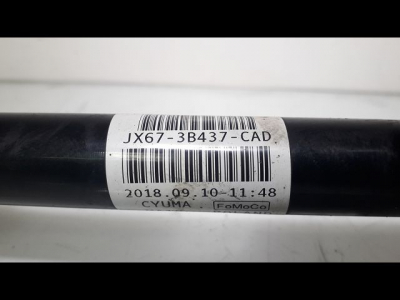 JX67-3B437-CAD
2018.09.10-11:48
CYUMA. FoMoCo